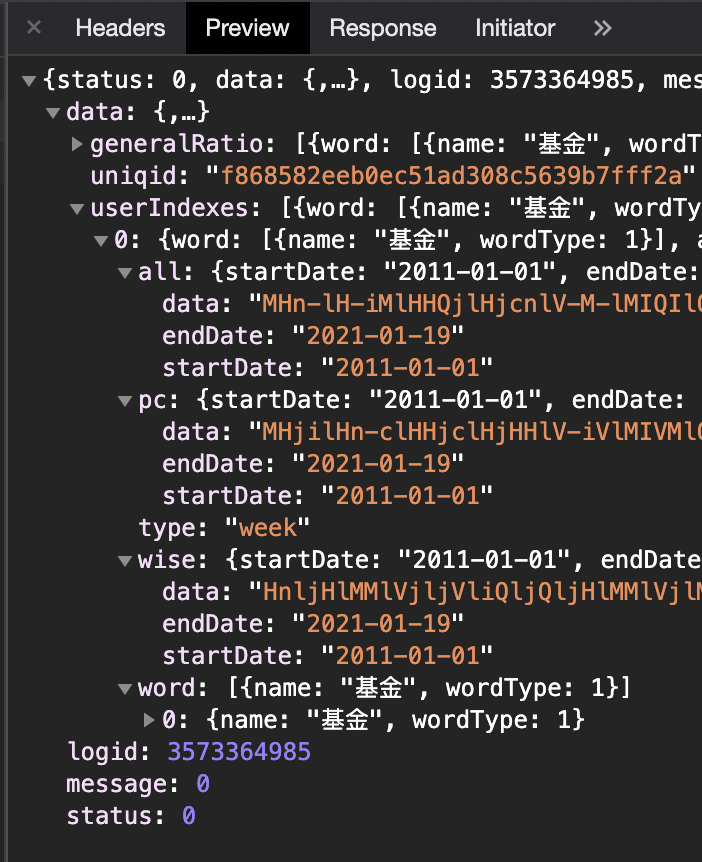 × Headers Preview Response Initiator »
▼{status: 0, data: {,…}, logid: 3573364985, mes
▼data: {,…}
▶generalRatio: [{word: [{name: "基金", wordT
uniqid: "f868582eeb0ec51ad308c5639b7fff2a"
▼userIndexes: [{word: [{name: "基金", wordTy
▼0: {word: [{name: "基金", wordType: 1}], a
▼all: {startDate: "2011-01-01", endDate:
data: "MHn-lH-iMlHHQjlHjcnlV-M-lMIQIl
endDate: "2021-01-19"
startDate: "2011-01-01"
▼pc: {startDate: "2011-01-01", endDate:
data: "MHjilHn-clHHjclHjHHlV-iVlMIVMl
endDate: "2021-01-19"
startDate: "2011-01-01"
type: "week"
▼wise: {startDate: "2011-01-01", endDate
data: "HnljHlMMlVjljVliQljQljHlMMlVjlM
endDate: "2021-01-19"
startDate: "2011-01-01"
▼word: [{name: "基金", wordType: 1}]
▶0: {name: "基金", wordType: 1}
logid: 3573364985
message: 0
status: 0